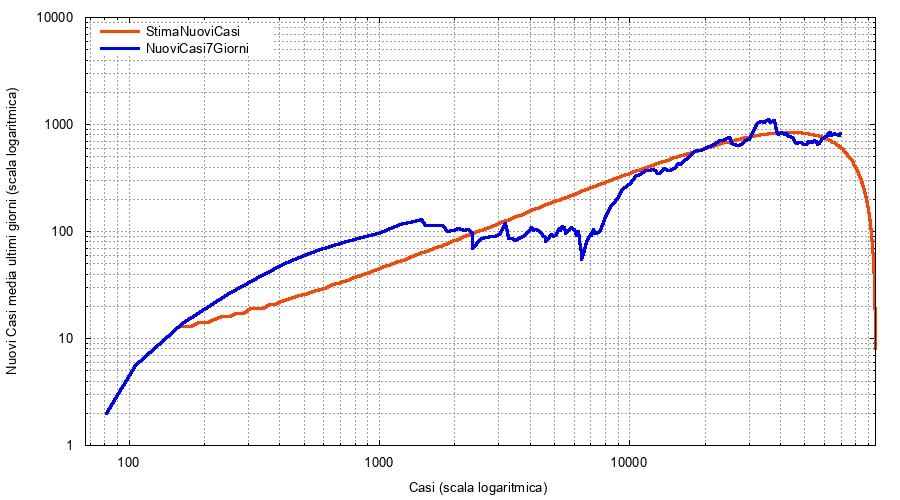 10000
1000
100
10
1
StimaNuoviCasi
NuoviCasi7Giorni
Nuovi Casi media ultimi giorni (scala logaritmica)
100 1000 10000
Casi (scala logaritmica)